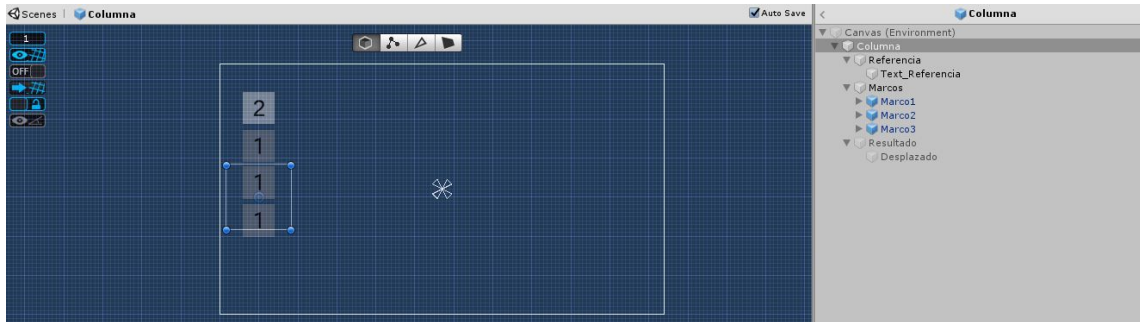 Scenes | Columna
Auto Save
1
OFF
2
1
1
1
< Columna
Canvas (Environment)
Columna
Referencia
Text_Referencia
Marcos
Marco1
Marco2
Marco3
Resultado
Desplazado